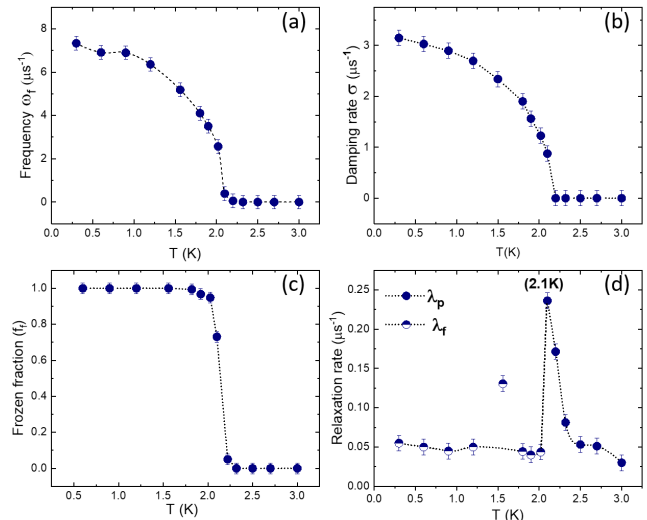 (a)
Frequency ω_f (μs⁻¹)
8
6
4
2
0
0.0 0.5 1.0 1.5 2.0 2.5 3.0
T (K)
(b)
Damping rate σ (μs⁻¹)
3
2
1
0
0.0 0.5 1.0 1.5 2.0 2.5 3.0
T(K)
(c)
Frozen fraction (f_f)
1.0
0.8
0.6
0.4
0.2
0.0
0.5 1.0 1.5 2.0 2.5 3.0
T (K)
(2.1K)
(d)
λ_p
λ_f
Relaxation rate (μs⁻¹)
0.25
0.20
0.15
0.10
0.05
0.00
0.0 0.5 1.0 1.5 2.0 2.5 3.0
T (K)